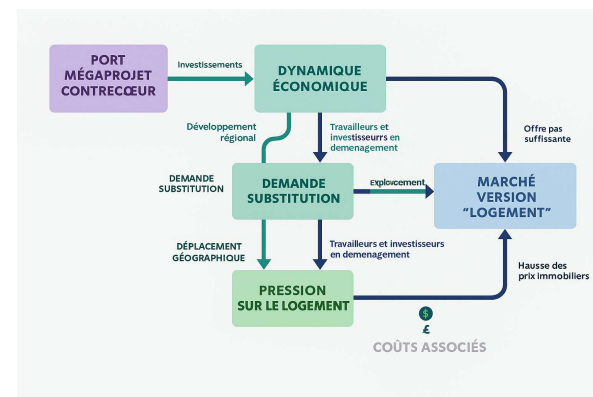 PORT
MÉGAPROJET
CONTRECŒUR
Investissements
DYNAMIQUE
ÉCONOMIQUE
Développement
régional
Travailleurs et
investisseurs en
demenagement
Offre pas
suffisante
DEMANDE
SUBSTITUTION
DEMANDE
SUBSTITUTION
MARCHÉ
VERSION
"LOGEMENT"
DÉPLACEMENT
GÉOGRAPHIQUE
Travailleurs et investisseurs
en demenagement
PRESSION
SUR LE LOGEMENT
Hausse des
prix immobiliers
$
£
COÛTS ASSOCIÉS